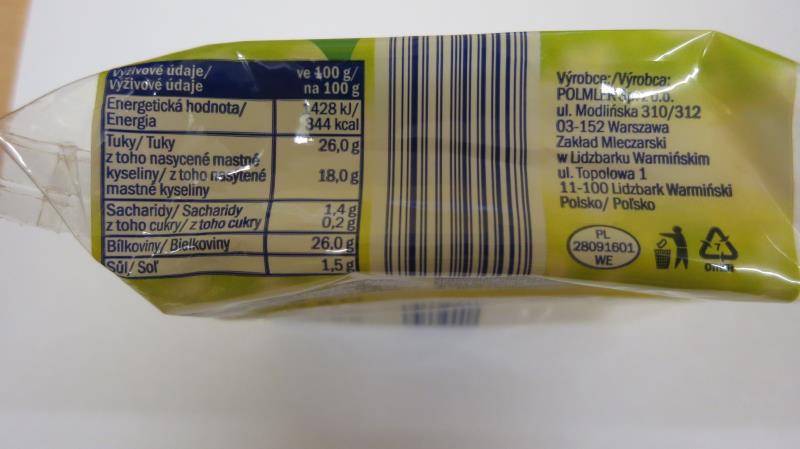 Výživové údaje/ ve 100 g/
Výživové údaje na 100 g
Energetická hodnota/ 1428 kJ/
Energia 344 kcal
Tuky/ Tuky 26,0 g
z toho nasycené mastné
kyseliny/ z toho nasýtené 18,0 g
mastné kyseliny
Sacharidy/ Sacharidy 1,4 g
z toho cukry/ z toho cukry 0,2 g
Bílkoviny/ Bielkoviny 26,0 g
Sůl/ Soľ 1,5 g
Výrobce:/Výrobca:
POLMLEK Sp. z o.o.
ul. Modlińska 310/312
03-152 Warszawa
Zakład Mleczarski
w Lidzbarku Warmińskim
ul. Topolowa 1
11-100 Lidzbark Warmiński
Polsko/ Poľsko
PL
28091601
WE
7